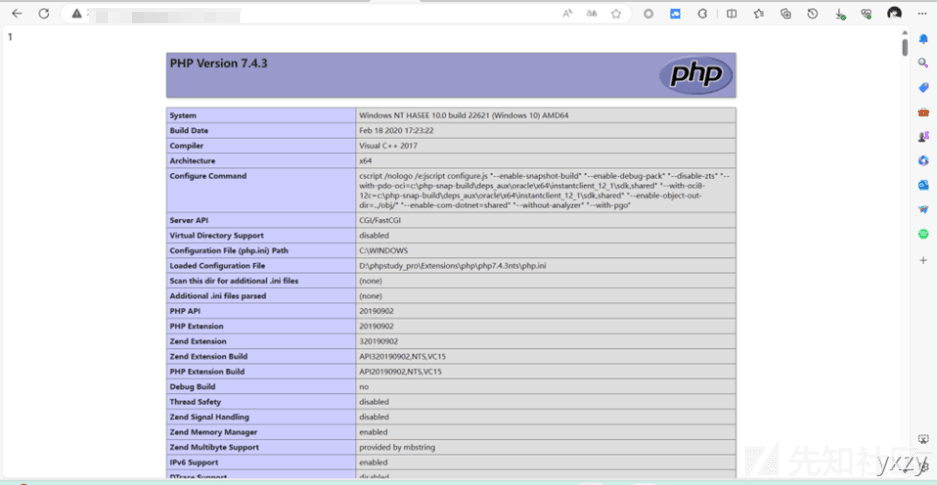 1
PHP Version 7.4.3
php
System Windows NT HASEE 10.0 build 22621 (Windows 10) AMD64
Build Date Feb 18 2020 17:23:22
Compiler Visual C++ 2017
Architecture x64
Configure Command cscript /nologo /e:jscript configure.js "--enable-snapshot-build" "--enable-debug-pack" "--disable-zts" "--
with-pdo-oci=c:\php-snap-build\deps_aux\oracle\x64\instantclient_12_1\sdk,shared" "--with-oci8-
12c=c:\php-snap-build\deps_aux\oracle\x64\instantclient_12_1\sdk,shared" "--enable-object-out-
dir=../obj/" "--enable-com-dotnet=shared" "--without-analyzer" "--with-pgo"
Server API CGI/FastCGI
Virtual Directory Support disabled
Configuration File (php.ini) Path C:\WINDOWS
Loaded Configuration File D:\phpstudy_pro\Extensions\php\php7.4.3nts\php.ini
Scan this dir for additional .ini files (none)
Additional .ini files parsed (none)
PHP API 20190902
PHP Extension 20190902
Zend Extension 320190902
Zend Extension Build API320190902,NTS,VC15
PHP Extension Build API20190902,NTS,VC15
Debug Build no
Thread Safety disabled
Zend Signal Handling disabled
Zend Memory Manager enabled
Zend Multibyte Support provided by mbstring
IPv6 Support enabled
DTrace Support disabled
先知社区
yxzy